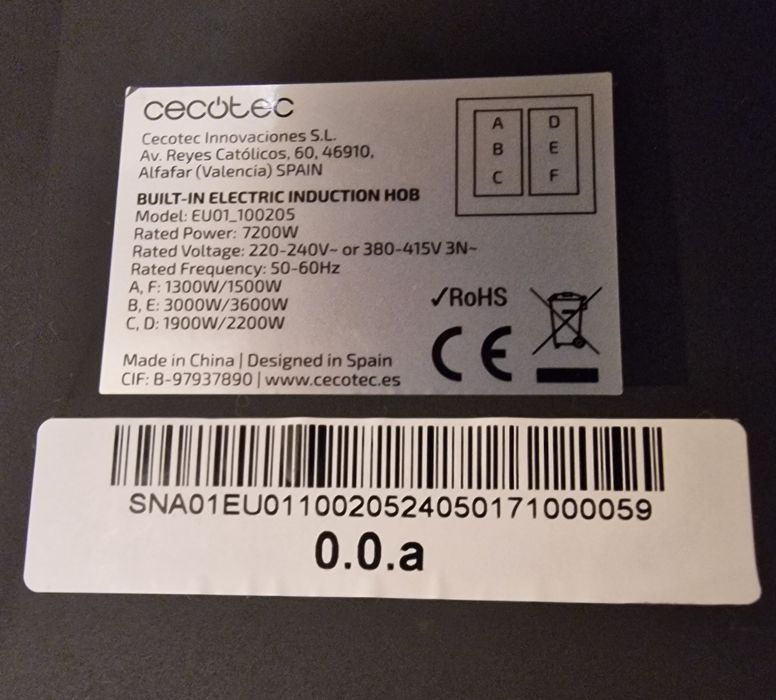 cecotec
Cecotec Innovaciones S.L.
Av. Reyes Católicos, 60, 46910,
Alfafar (Valencia) SPAIN
BUILT-IN ELECTRIC INDUCTION HOB
Model: EU01_100205
Rated Power: 7200W
Rated Voltage: 220-240V~ or 380-415V 3N~
Rated Frequency: 50-60Hz
A, F: 1300W/1500W
B, E: 3000W/3600W
C, D: 1900W/2200W
Made in China | Designed in Spain
CIF: B-97937890 | www.cecotec.es
A D
B E
C F
✓RoHS
CE
SNA01EU0110020524050171000059
0.0.a